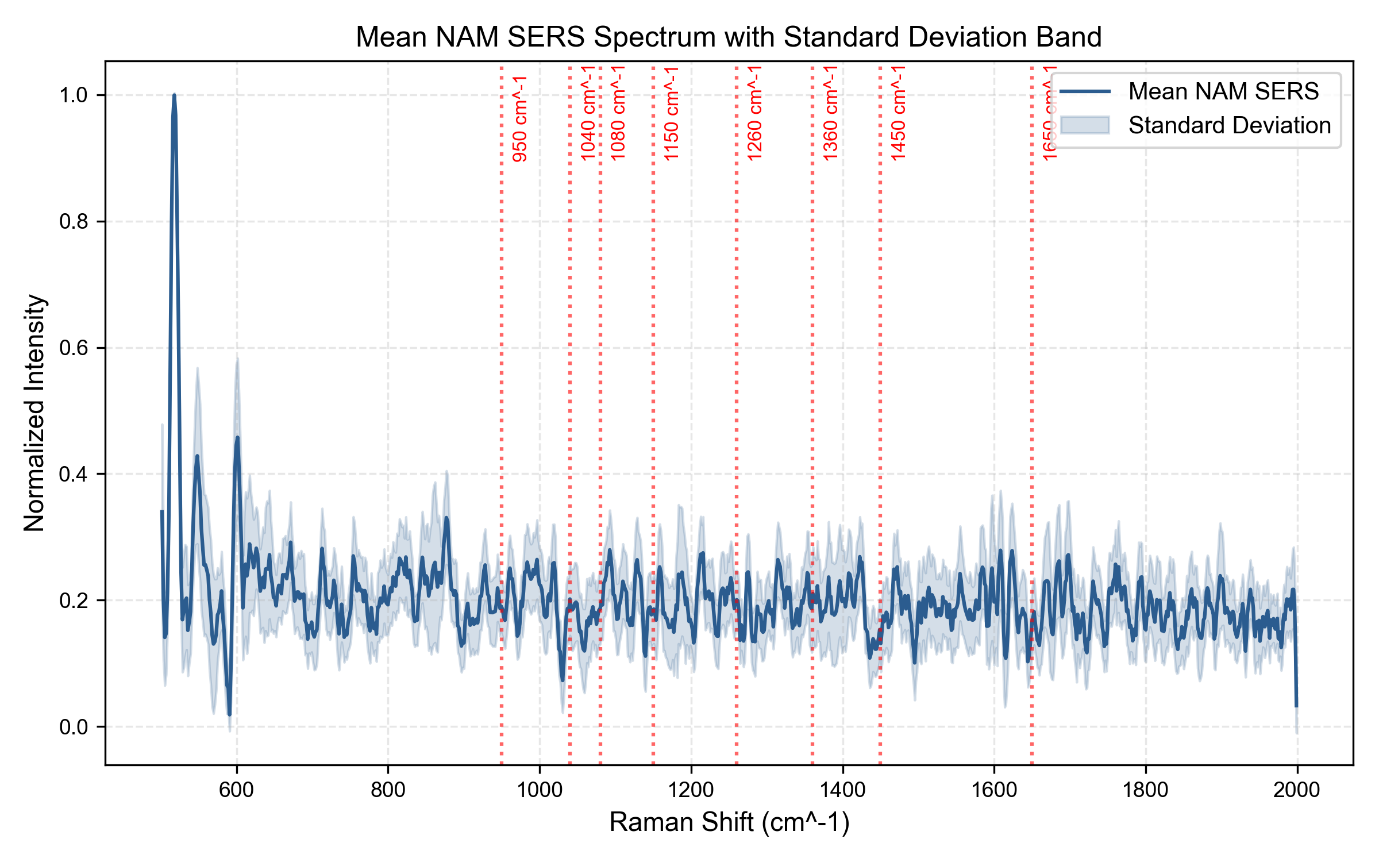 Mean NAM SERS Spectrum with Standard Deviation Band
1.0
0.8
0.6
0.4
0.2
0.0
Normalized Intensity
950 cm^-1
1040 cm^-1
1080 cm^-1
1150 cm^-1
1260 cm^-1
1360 cm^-1
1450 cm^-1
1650 cm^-1
Mean NAM SERS
Standard Deviation
600
800
1000
1200
1400
1600
1800
2000
Raman Shift (cm^-1)